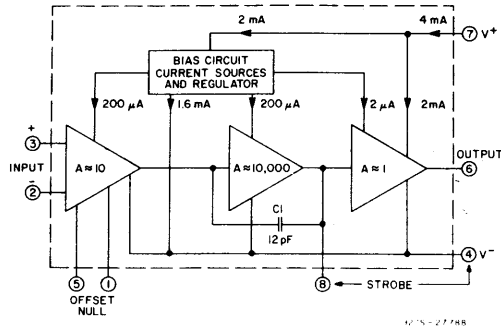 2 mA
4 mA
7 V+
BIAS CIRCUIT
CURRENT SOURCES
AND REGULATOR
200 µA
1.6 mA
200 µA
2 µA
2mA
+
3
INPUT
-
2
A ≈ 10
A ≈ 10,000
A ≈ 1
OUTPUT
6
C1
12 pF
4 V-
5
1
8
STROBE
OFFSET
NULL